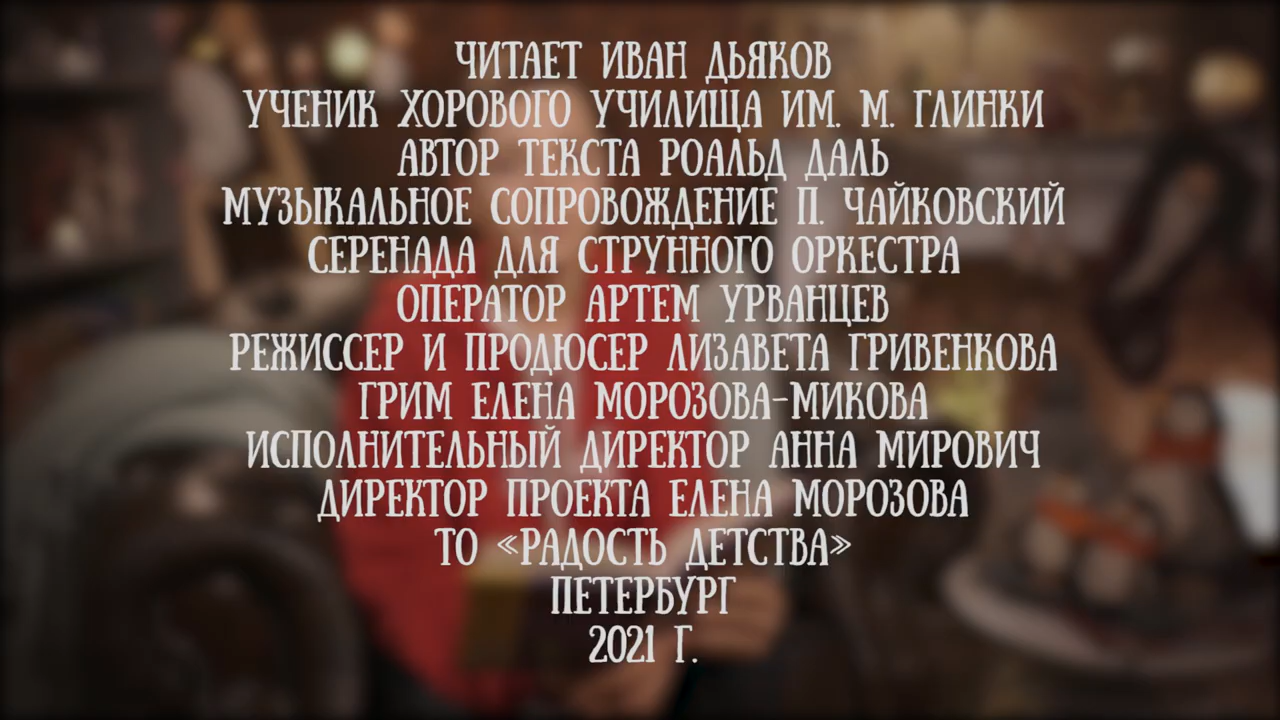 ЧИТАЕТ ИВАН ДЬЯКОВ
УЧЕНИК ХОРОВОГО УЧИЛИЩА ИМ. М. ГЛИНКИ
АВТОР ТЕКСТА РОАЛЬД ДАЛЬ
МУЗЫКАЛЬНОЕ СОПРОВОЖДЕНИЕ П. ЧАЙКОВСКИЙ
СЕРЕНАДА ДЛЯ СТРУННОГО ОРКЕСТРА
ОПЕРАТОР АРТЕМ УРВАНЦЕВ
РЕЖИССЕР И ПРОДЮСЕР ЛИЗАВЕТА ГРИВЕНКОВА
ГРИМ ЕЛЕНА МОРОЗОВА-МИКОВА
ИСПОЛНИТЕЛЬНЫЙ ДИРЕКТОР АННА МИРОВИЧ
ДИРЕКТОР ПРОЕКТА ЕЛЕНА МОРОЗОВА
ТО «РАДОСТЬ ДЕТСТВА»
ПЕТЕРБУРГ
2021 Г.